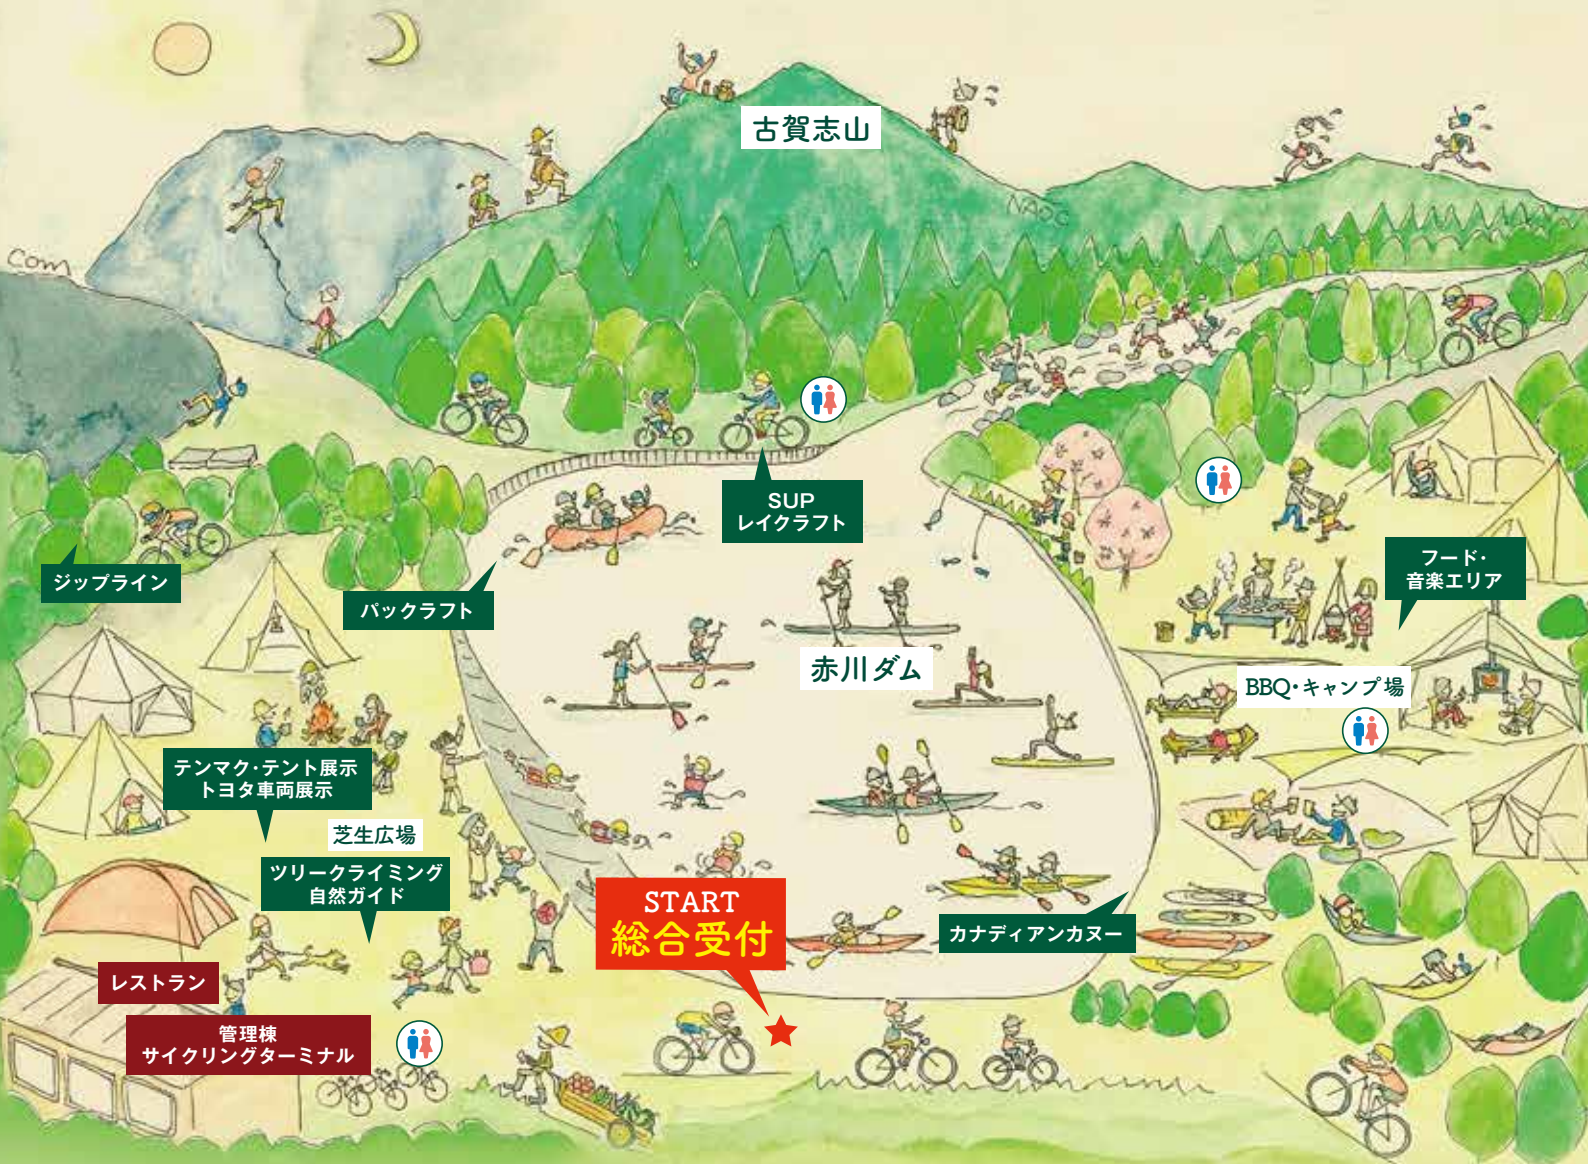 古賀志山
NAOC
com
SUP
レイクラフト
ジップライン
パックラフト
フード・
音楽エリア
赤川ダム
BBQ・キャンプ場
テンマク・テント展示
トヨタ車両展示
芝生広場
ツリークライミング
自然ガイド
START
総合受付
カナディアンカヌー
レストラン
管理棟
サイクリングターミナル